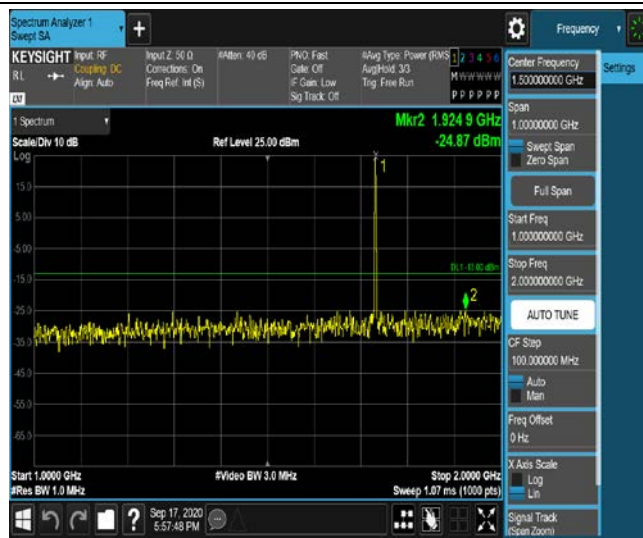 Spectrum Analyzer 1
Swept SA
+
Frequency
KEYSIGHT
RL
Input: RF
Coupling: DC
Align: Auto
Input Z: 50 Ω
Corrections: On
Freq Ref: Int (S)
#Atten: 40 dB
PNO: Fast
Gate: Off
IF Gain: Low
Sig Track: Off
#Avg Type: Power (RMS
Avg|Hold: 3/3
Trig: Free Run
1 2 3 4 5 6
M W W W W W
P P P P P P
1 Spectrum
Scale/Div 10 dB
Log
Ref Level 25.00 dBm
Mkr2 1.924 9 GHz
-24.87 dBm
15.0
5.00
-5.00
-15.0
-25.0
-35.0
-45.0
-55.0
-65.0
1
DL1 -13.00 dBm
2
Start 1.0000 GHz
#Res BW 1.0 MHz
#Video BW 3.0 MHz
Stop 2.0000 GHz
Sweep 1.07 ms (1000 pts)
?
Sep 17, 2020
5:57:48 PM
Center Frequency
1.500000000 GHz
Settings
Span
1.00000000 GHz
Swept Span
Zero Span
Full Span
Start Freq
1.000000000 GHz
Stop Freq
2.000000000 GHz
AUTO TUNE
CF Step
100.000000 MHz
Auto
Man
Freq Offset
0 Hz
X Axis Scale
Log
Lin
Signal Track
(Span Zoom)